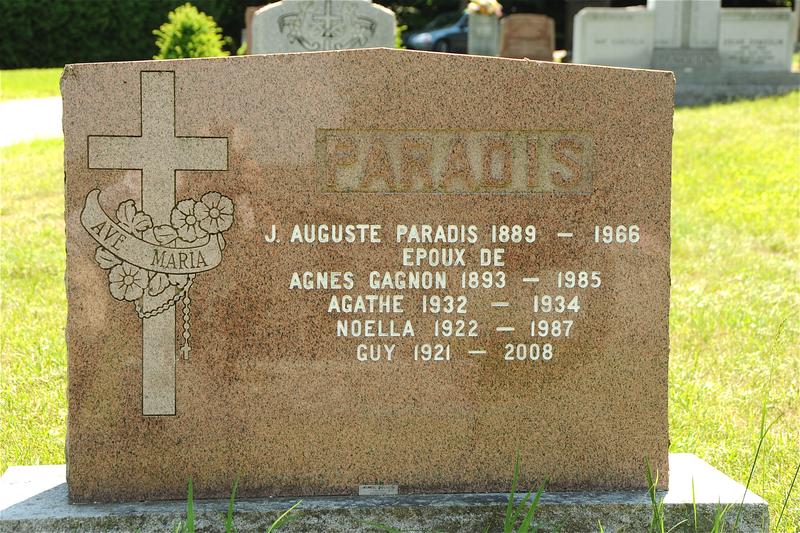 PARADIS
AVE MARIA
J. AUGUSTE PARADIS 1889 — 1966
EPOUX DE
AGNES GAGNON 1893 — 1985
AGATHE 1932 — 1934
NOELLA 1922 — 1987
GUY 1921 — 2008